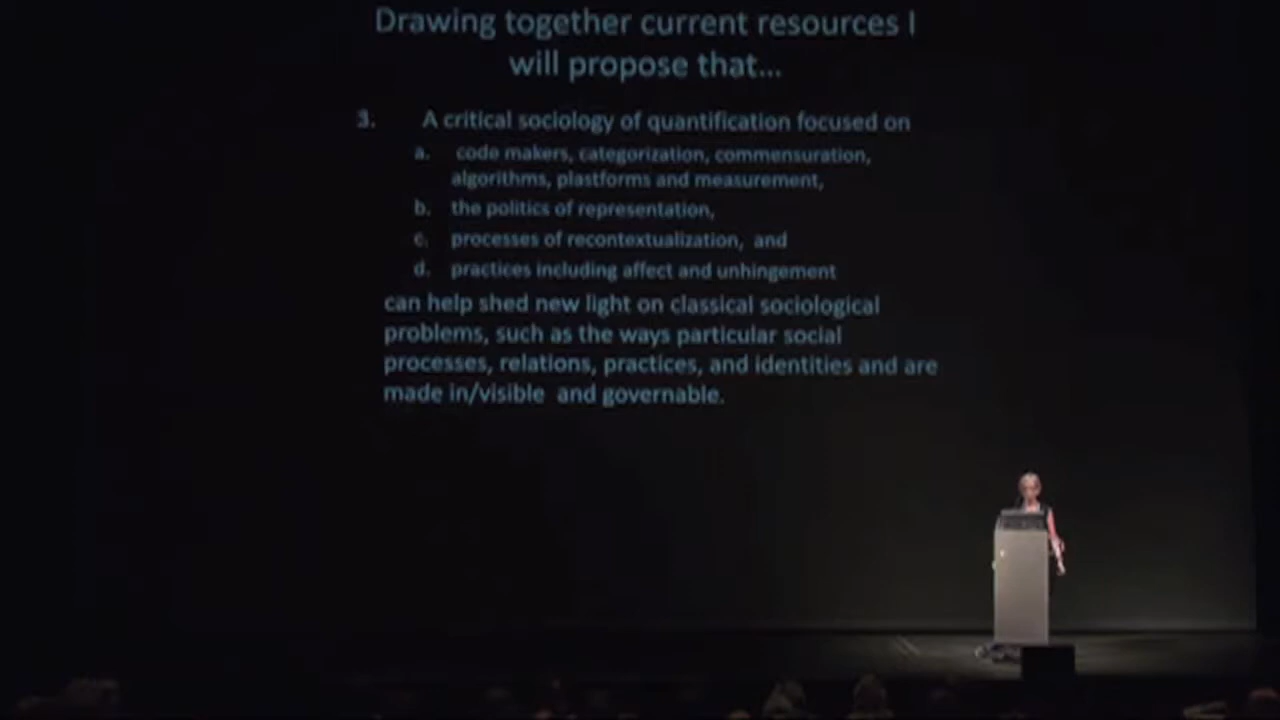 Drawing together current resources I
will propose that...
3. A critical sociology of quantification focused on
a. code makers, categorization, commensuration,
algorithms, plastforms and measurement,
b. the politics of representation,
c. processes of recontextualization, and
d. practices including affect and unhingement
can help shed new light on classical sociological
problems, such as the ways particular social
processes, relations, practices, and identities and are
made in/visible and governable.